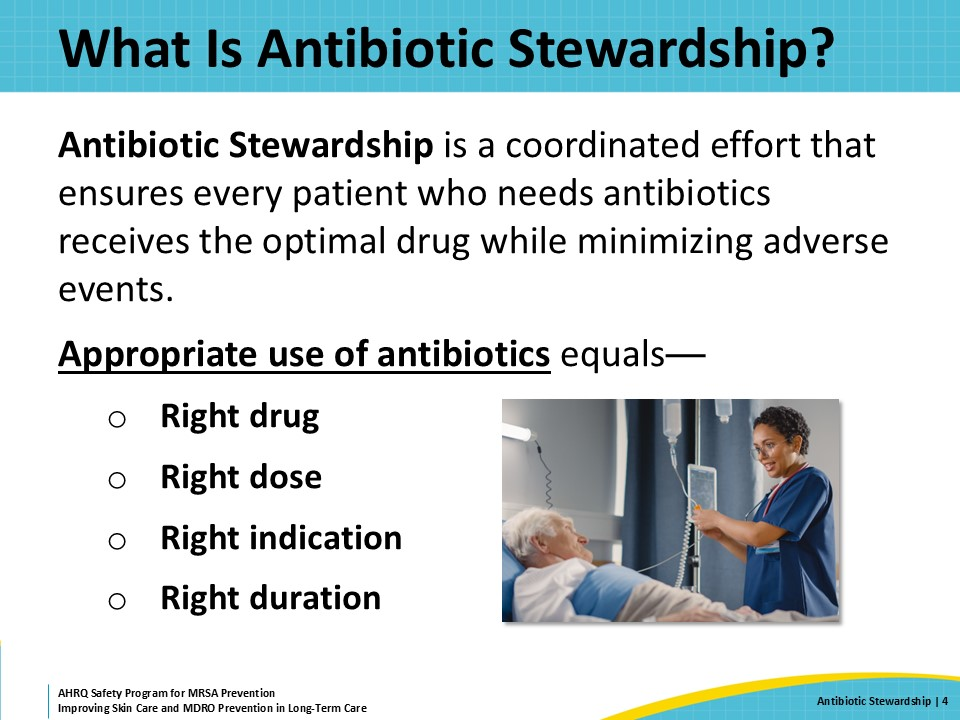 What Is Antibiotic Stewardship?
Antibiotic Stewardship is a coordinated effort that
ensures every patient who needs antibiotics
receives the optimal drug while minimizing adverse
events.
Appropriate use of antibiotics equals—
o Right drug
o Right dose
o Right indication
o Right duration
AHRQ Safety Program for MRSA Prevention
Improving Skin Care and MDRO Prevention in Long-Term Care
Antibiotic Stewardship | 4